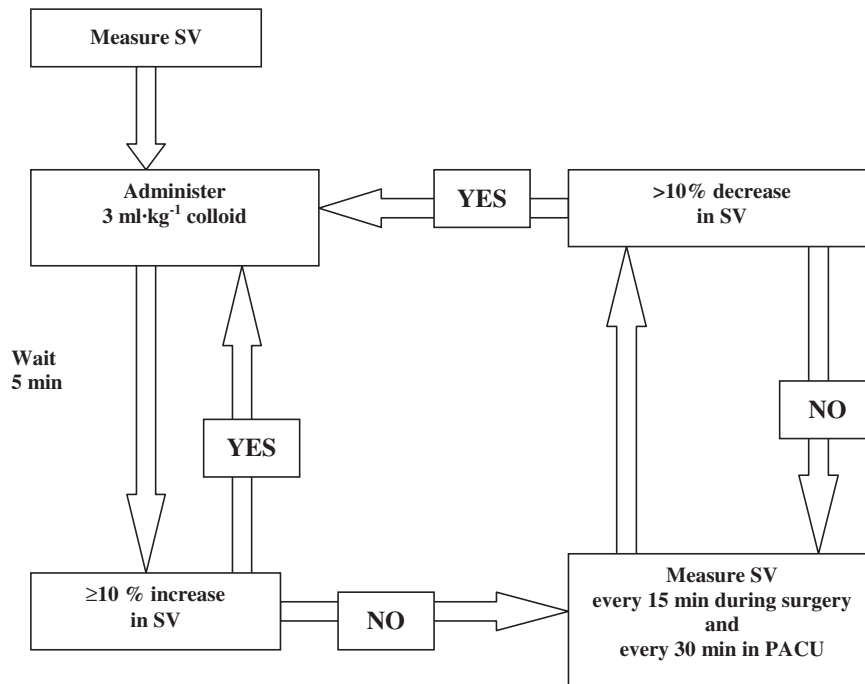 Measure SV
Administer
3 ml·kg⁻¹ colloid
YES
>10% decrease
in SV
Wait
5 min
YES
NO
≥10 % increase
in SV
NO
Measure SV
every 15 min during surgery
and
every 30 min in PACU